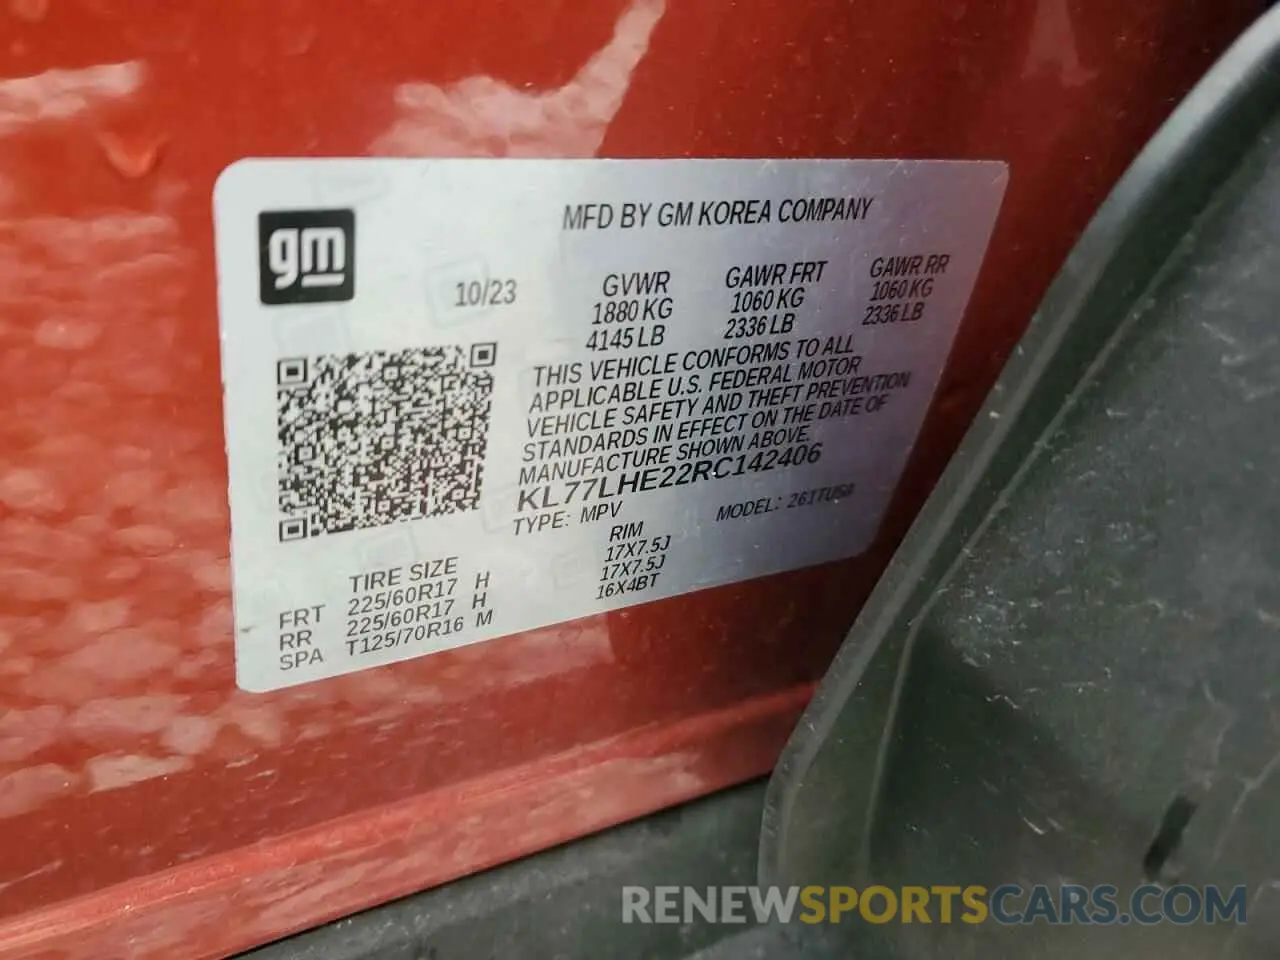 gm
MFD BY GM KOREA COMPANY
10/23
GVWR GAWR FRT GAWR RR
1880 KG 1060 KG 1060 KG
4145 LB 2336 LB 2336 LB
THIS VEHICLE CONFORMS TO ALL
APPLICABLE U.S. FEDERAL MOTOR
VEHICLE SAFETY AND THEFT PREVENTION
STANDARDS IN EFFECT ON THE DATE OF
MANUFACTURE SHOWN ABOVE.
KL77LHE22RC142406
TYPE: MPV MODEL:
TIRE SIZE RIM
FRT 225/60R17 H 17X7.5J
RR 225/60R17 H 17X7.5J
SPA T125/70R16 M 16X4BT
RENEWSPORTSCARS.COM